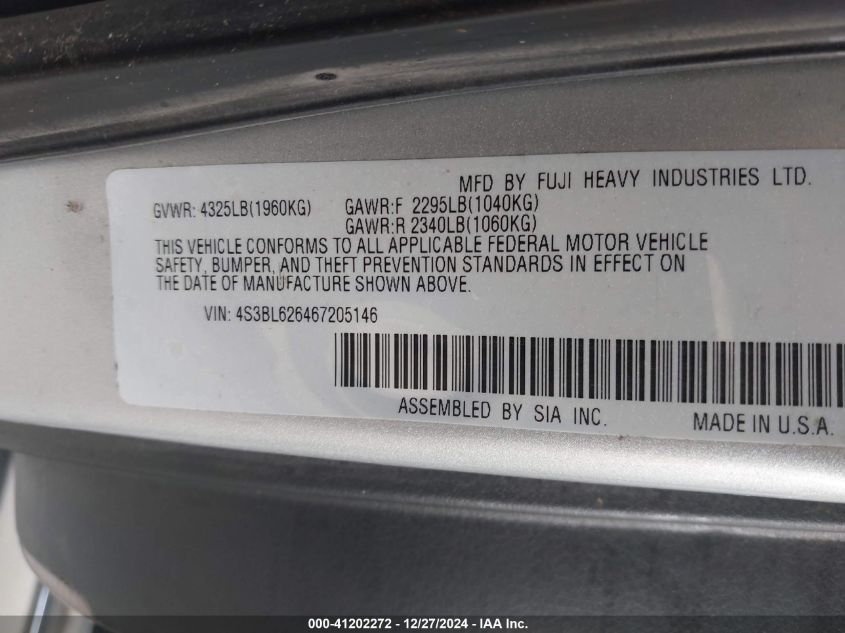 MFD BY FUJI HEAVY INDUSTRIES LTD.
GVWR: 4325LB(1960KG) GAWR:F 2295LB(1040KG)
GAWR:R 2340LB(1060KG)
THIS VEHICLE CONFORMS TO ALL APPLICABLE FEDERAL MOTOR VEHICLE
SAFETY, BUMPER, AND THEFT PREVENTION STANDARDS IN EFFECT ON
THE DATE OF MANUFACTURE SHOWN ABOVE.
VIN: 4S3BL626467205146
ASSEMBLED BY SIA INC.
MADE IN U.S.A.
000-41202272 - 12/27/2024 - IAA Inc.